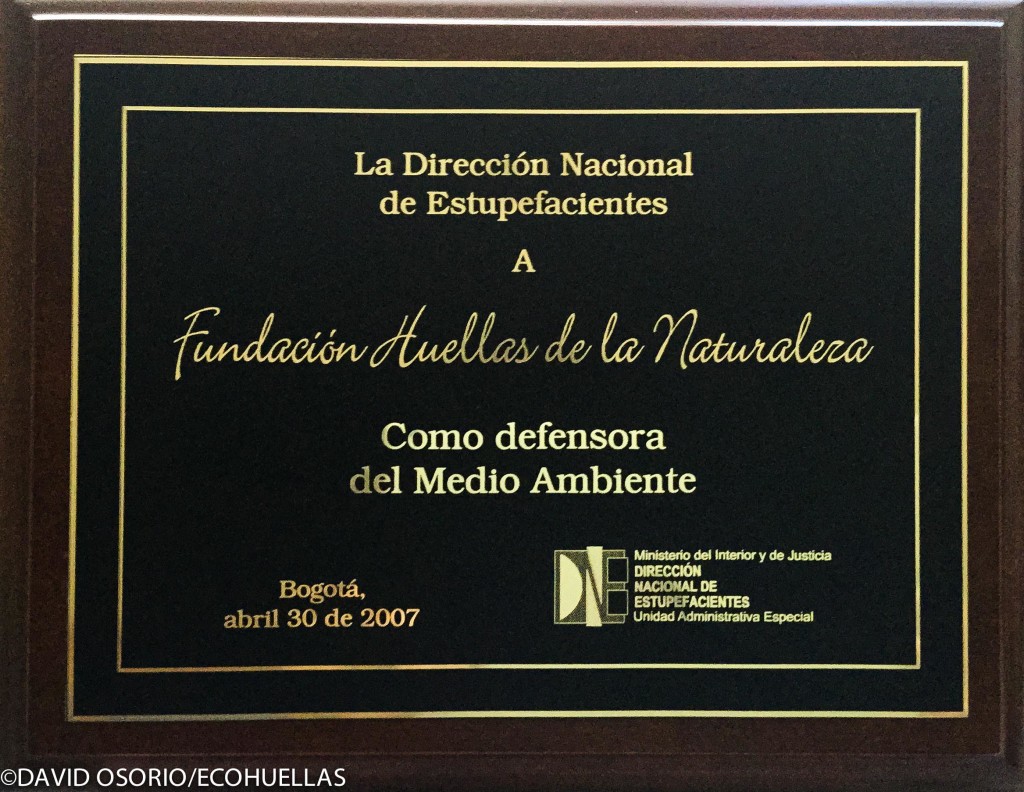 La Dirección Nacional
de Estupefacientes
A
Fundación Huellas de la Naturaleza
Como defensora
del Medio Ambiente
Bogotá,
abril 30 de 2007
DNE
Ministerio del Interior y de Justicia
DIRECCIÓN
NACIONAL DE
ESTUPEFACIENTES
Unidad Administrativa Especial
©DAVID OSORIO/ECOHUELLAS